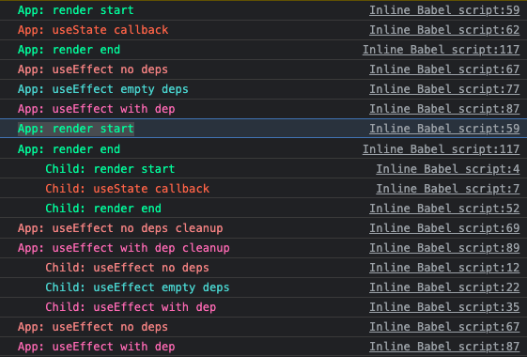 App: render start Inline Babel script:59
App: useState callback Inline Babel script:62
App: render end Inline Babel script:117
App: useEffect no deps Inline Babel script:67
App: useEffect empty deps Inline Babel script:77
App: useEffect with dep Inline Babel script:87
App: render start Inline Babel script:59
App: render end Inline Babel script:117
Child: render start Inline Babel script:4
Child: useState callback Inline Babel script:7
Child: render end Inline Babel script:52
App: useEffect no deps cleanup Inline Babel script:69
App: useEffect with dep cleanup Inline Babel script:89
Child: useEffect no deps Inline Babel script:12
Child: useEffect empty deps Inline Babel script:22
Child: useEffect with dep Inline Babel script:35
App: useEffect no deps Inline Babel script:67
App: useEffect with dep Inline Babel script:87